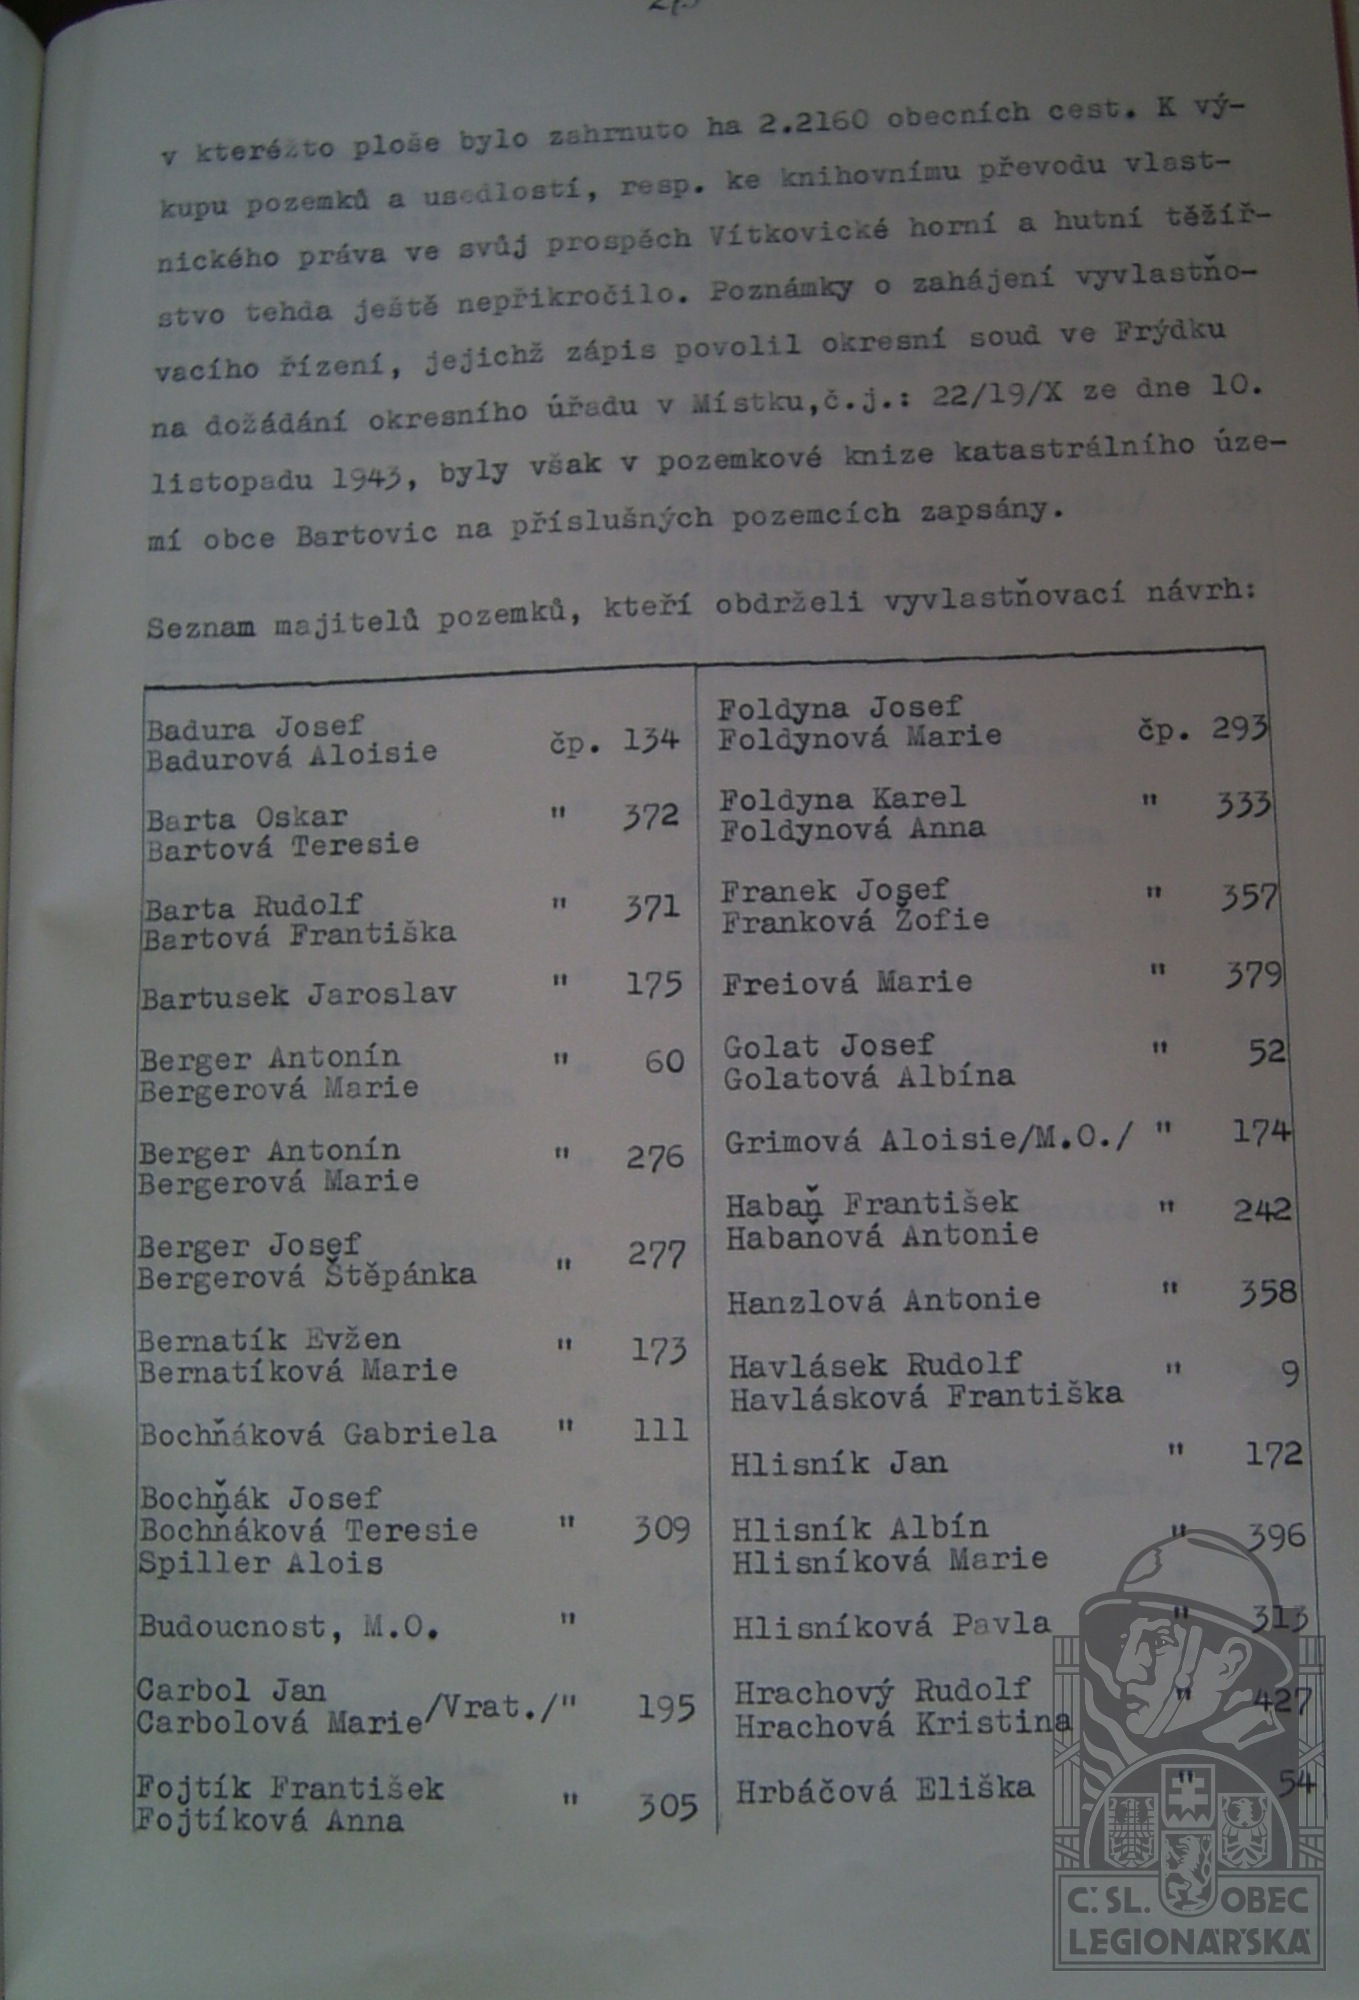 v kterézto ploše bylo zahrnuto ha 2.2160 obecních cest. K vý-
kupu pozemků a usedlostí, resp. ke knihovnímu převodu vlast-
nického práva ve svůj prospěch Vítkovické horní a hutní těžíř-
stvo tehda ještě nepřikročilo. Poznámky o zahájení vyvlastňo-
vacího řízení, jejichž zápis povolil okresní soud ve Frýdku
na dožádání okresního úřadu v Místku,č.j.: 22/19/X ze dne 10.
listopadu 1943, byly však v pozemkové knize katastrálního úze-
mí obce Bartovic na příslušných pozemcích zapsány.
Seznam majitelů pozemků, kteří obdrželi vyvlastňovací návrh:
Badura Josef
Badurová Aloisie čp. 134
Barta Oskar " 372
Bartová Teresie
Barta Rudolf " 371
Bartová Františka
Bartusek Jaroslav " 175
Berger Antonín " 60
Bergerová Marie
Berger Antonín " 276
Bergerová Marie
Berger Josef
Bergerová Štěpánka " 277
Bernatík Evžen " 173
Bernatíková Marie
Bochňáková Gabriela " 111
Bochňák Josef
Bochňáková Teresie " 309
Spiller Alois
Budoucnost, M.O. "
Carbol Jan
Carbolová Marie /Vrat./" 195
Fojtík František " 305
Fojtíková Anna
Foldyna Josef
Foldynová Marie čp. 293
Foldyna Karel " 333
Foldynová Anna
Franek Josef " 357
Franková Žofie
Freiová Marie " 379
Golat Josef " 52
Golatová Albína
Grimová Aloisie/M.O./ " 174
Habaň František " 242
Habaňová Antonie
Hanzlová Antonie " 358
Havlásek Rudolf " 9
Havlásková Františka
Hlisník Jan " 172
Hlisník Albín " 396
Hlisníková Marie
Hlisníková Pavla " 313
Hrachový Rudolf " 427
Hrachová Kristina
Hrbáčová Eliška " 54
Č. SL. OBEC
LEGIONÁŘSKÁ